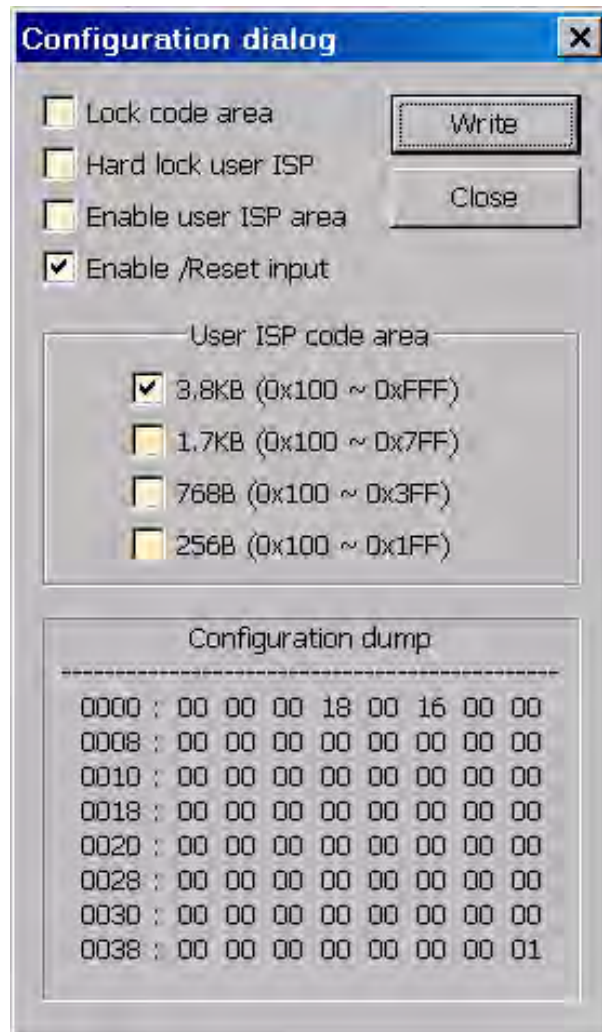 Configuration dialog
Lock code area
Write
Hard lock user ISP
Close
Enable user ISP area
Enable /Reset input
User ISP code area
3.8KB (0x100 ~ 0xFFF)
1.7KB (0x100 ~ 0x7FF)
768B (0x100 ~ 0x3FF)
256B (0x100 ~ 0x1FF)
Configuration dump
--------------------------------------------------
0000 : 00 00 00 18 00 16 00 00
0008 : 00 00 00 00 00 00 00 00
0010 : 00 00 00 00 00 00 00 00
0018 : 00 00 00 00 00 00 00 00
0020 : 00 00 00 00 00 00 00 00
0028 : 00 00 00 00 00 00 00 00
0030 : 00 00 00 00 00 00 00 00
0038 : 00 00 00 00 00 00 00 01